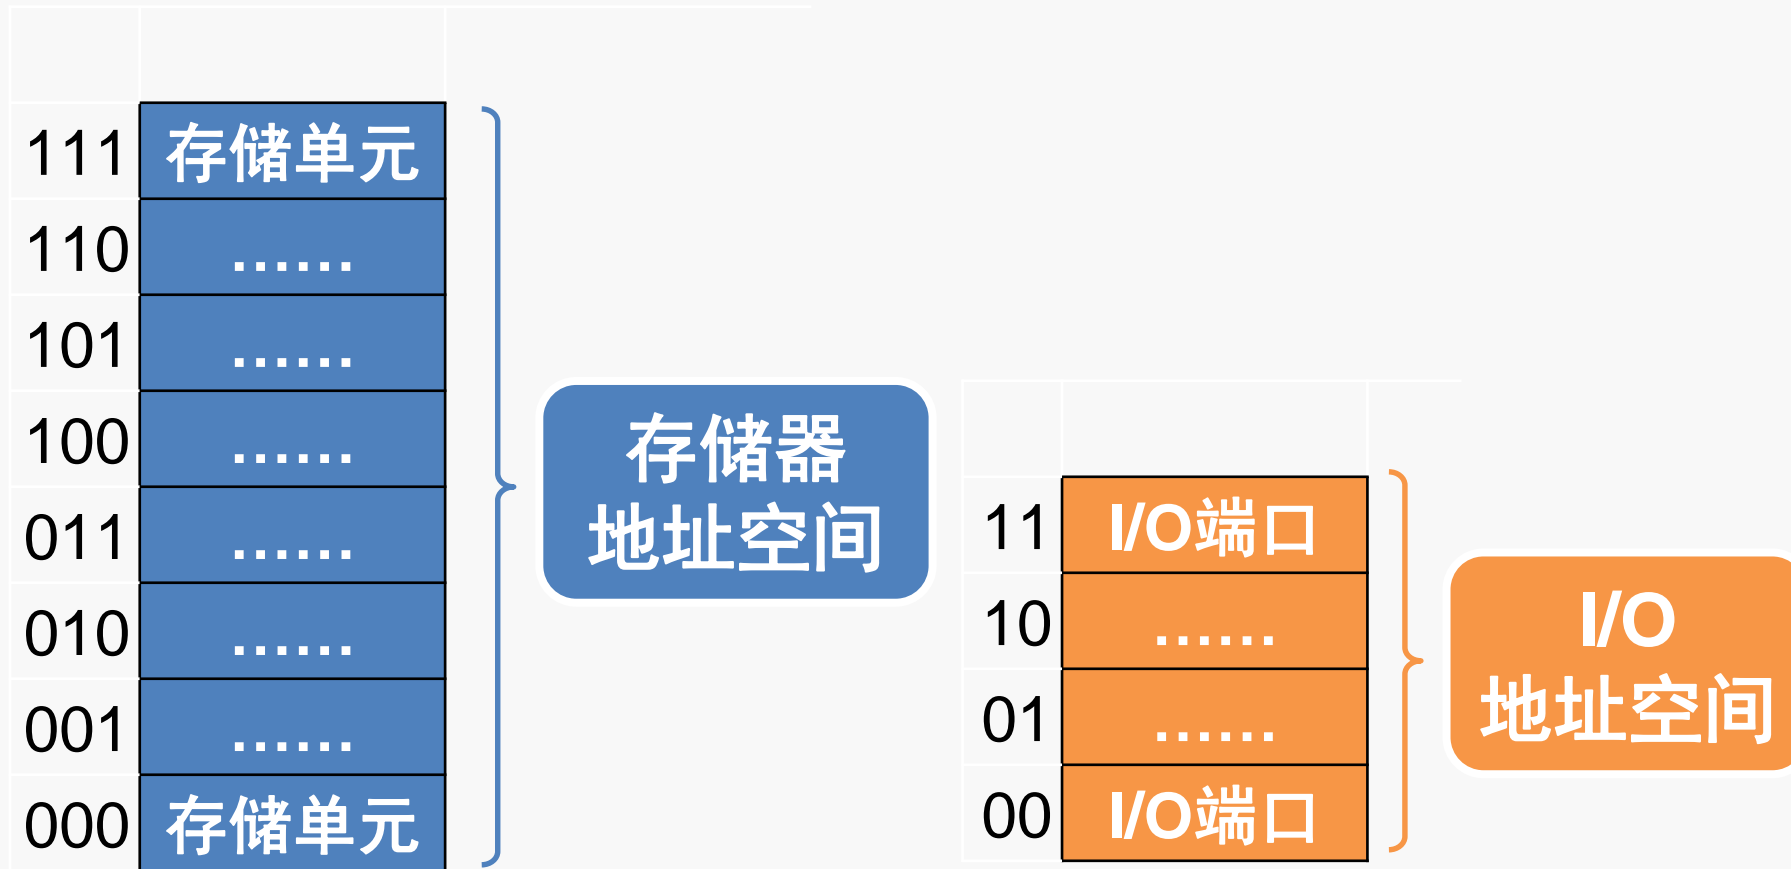 111 存储单元
110 ……
101 ……
100 ……
011 ……
010 ……
001 ……
000 存储单元
存储器
地址空间
11 I/O端口
10 ……
01 ……
00 I/O端口
I/O
地址空间